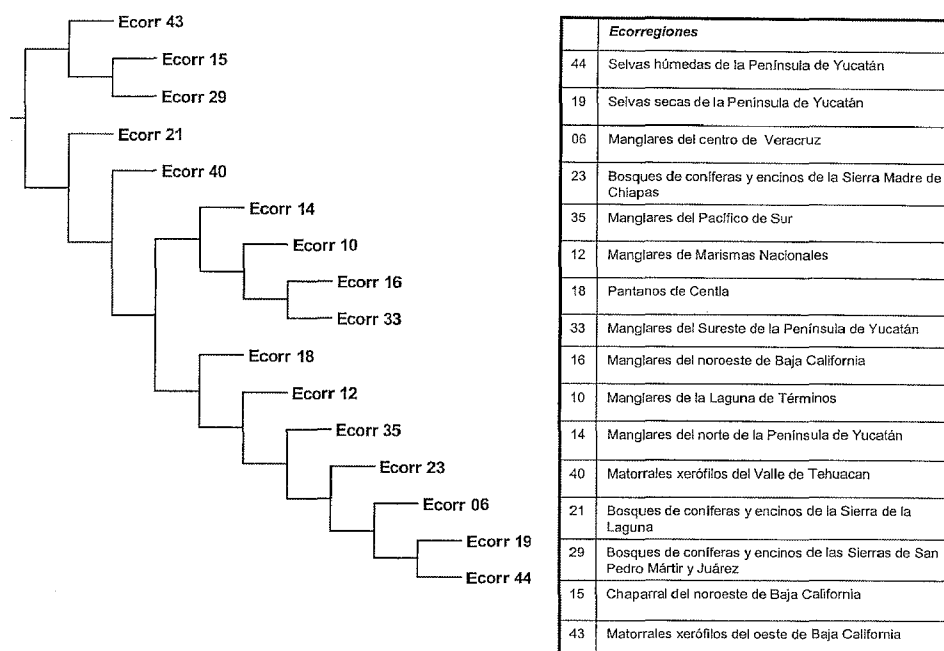 Ecorr 43
Ecorr 15
Ecorr 29
Ecorr 21
Ecorr 40
Ecorr 14
Ecorr 10
Ecorr 16
Ecorr 33
Ecorr 18
Ecorr 12
Ecorr 35
Ecorr 23
Ecorr 06
Ecorr 19
Ecorr 44
Ecorregiones
44 Selvas húmedas de la Península de Yucatán
19 Selvas secas de la Península de Yucatán
06 Manglares del centro de Veracruz
23 Bosques de coníferas y encinos de la Sierra Madre de
Chiapas
35 Manglares del Pacífico de Sur
12 Manglares de Marismas Nacionales
18 Pantanos de Centla
33 Manglares del Sureste de la Península de Yucatán
16 Manglares del noroeste de Baja California
10 Manglares de la Laguna de Términos
14 Manglares del norte de la Península de Yucatán
40 Matorrales xerófilos del Valle de Tehuacan
21 Bosques de coníferas y encinos de la Sierra de la
Laguna
29 Bosques de coníferas y encinos de las Sierras de San
Pedro Mártir y Juárez
15 Chaparral del noroeste de Baja California
43 Matorrales xerófilos del oeste de Baja California